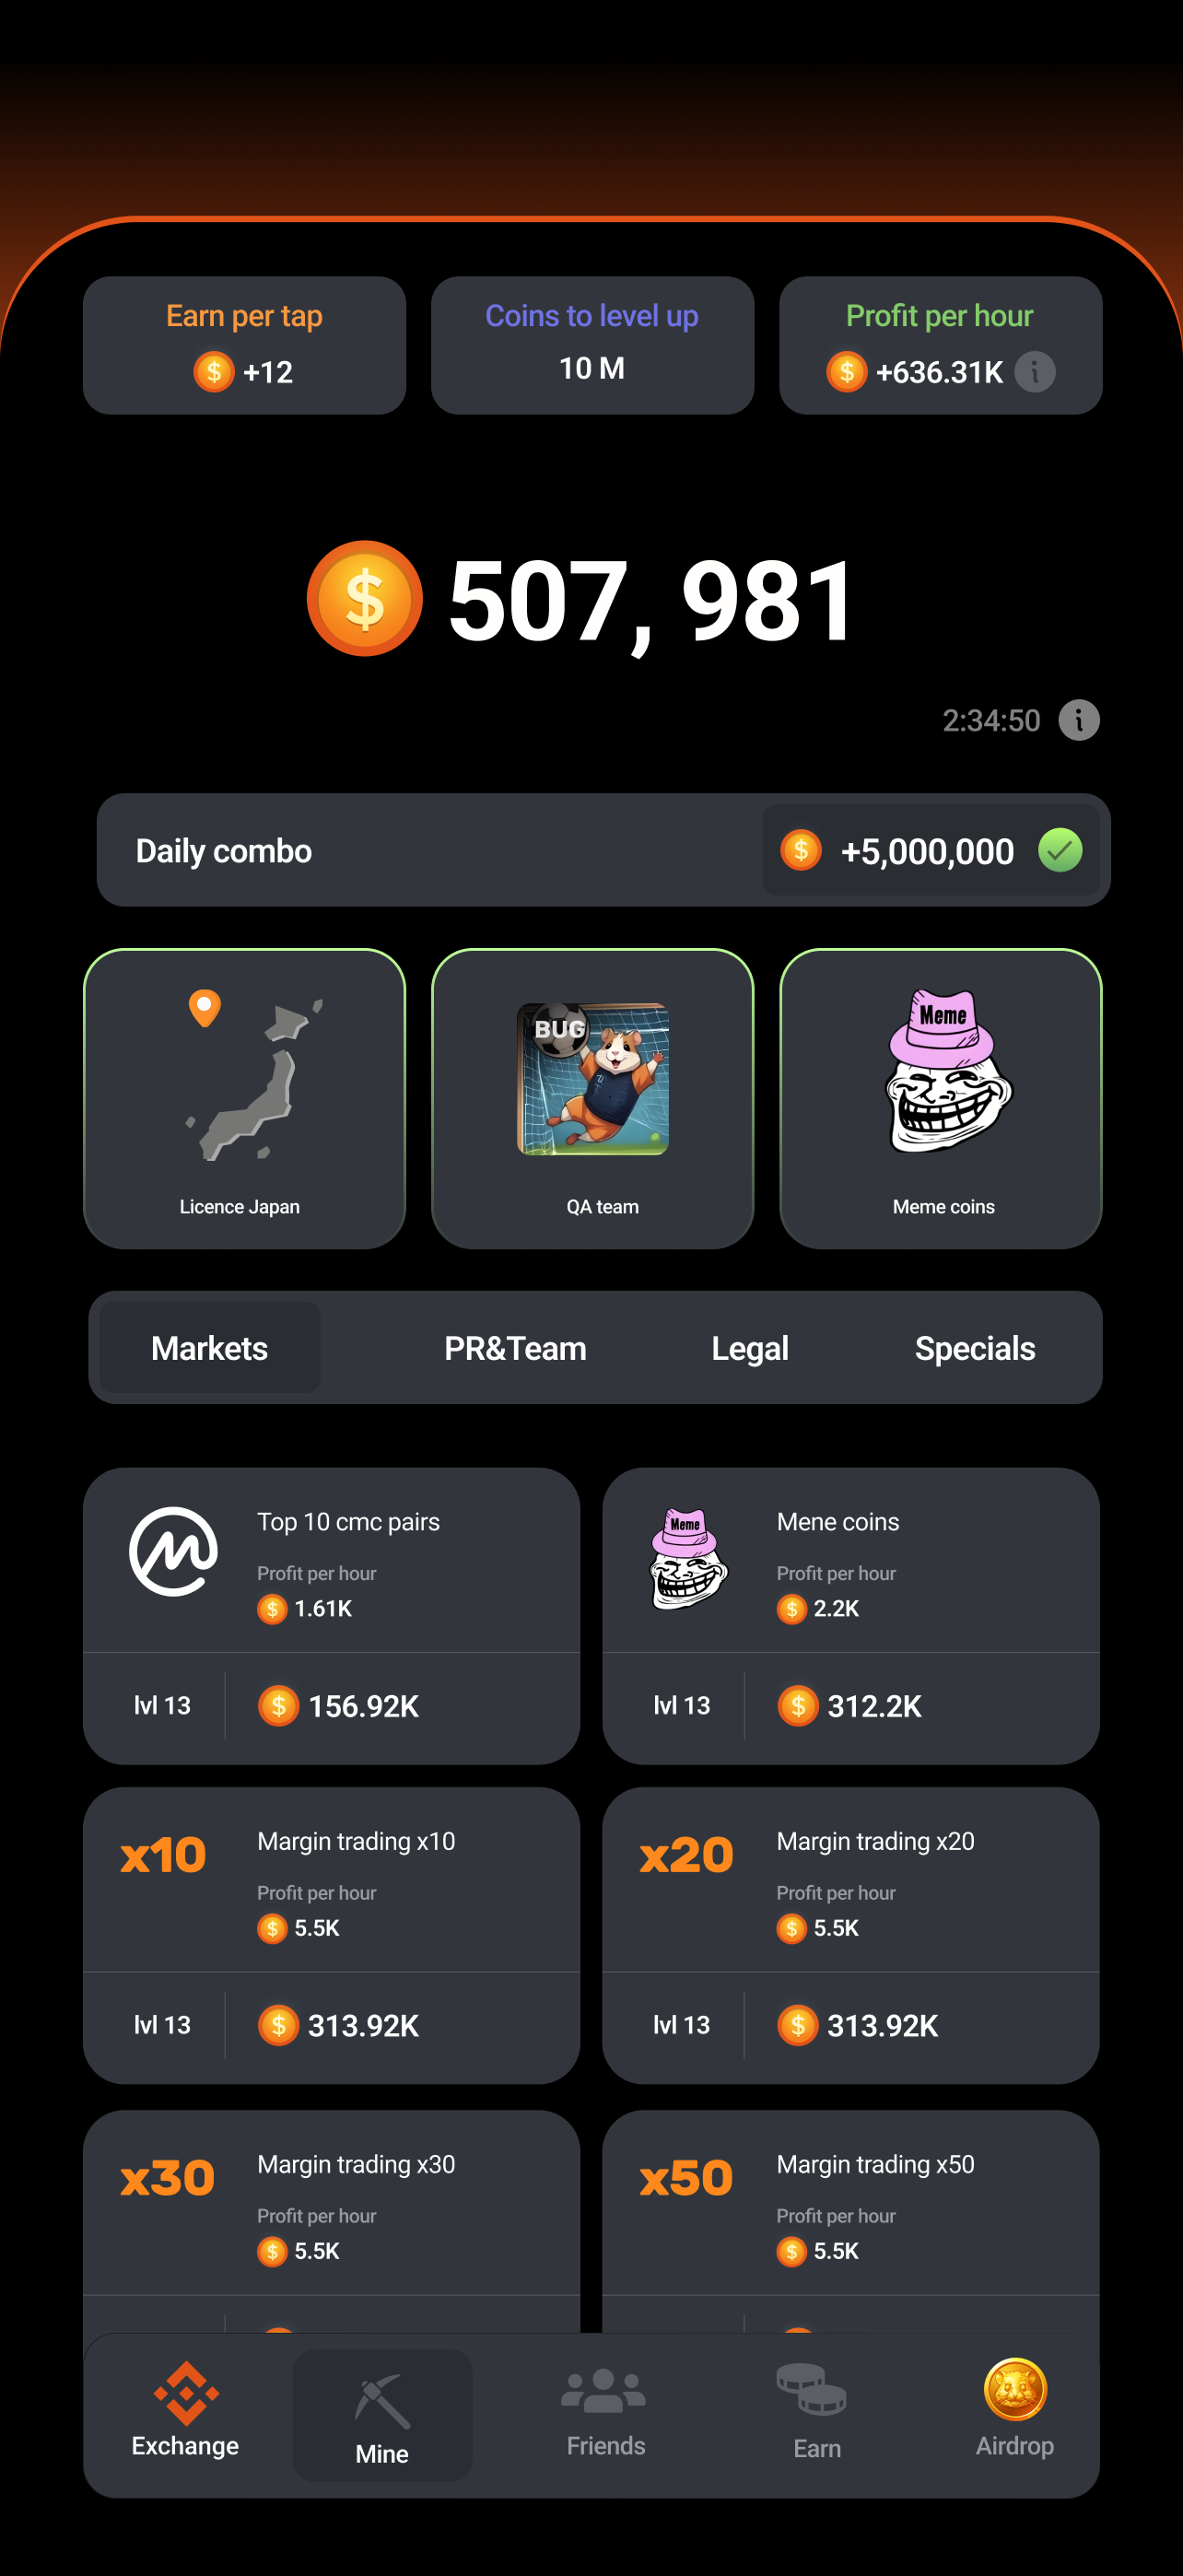 Earn per tap
+12
Coins to level up
10 M
Profit per hour
+636.31K
507, 981
2:34:50
Daily combo
+5,000,000
BUG
Meme
Licence Japan
QA team
Meme coins
Markets
PR&Team
Legal
Specials
Top 10 cmc pairs
Profit per hour
1.61K
lvl 13
156.92K
Meme
Mene coins
Profit per hour
2.2K
lvl 13
312.2K
x10
Margin trading x10
Profit per hour
5.5K
lvl 13
313.92K
x20
Margin trading x20
Profit per hour
5.5K
lvl 13
313.92K
x30
Margin trading x30
Profit per hour
5.5K
x50
Margin trading x50
Profit per hour
5.5K
Exchange
Mine
Friends
Earn
Airdrop